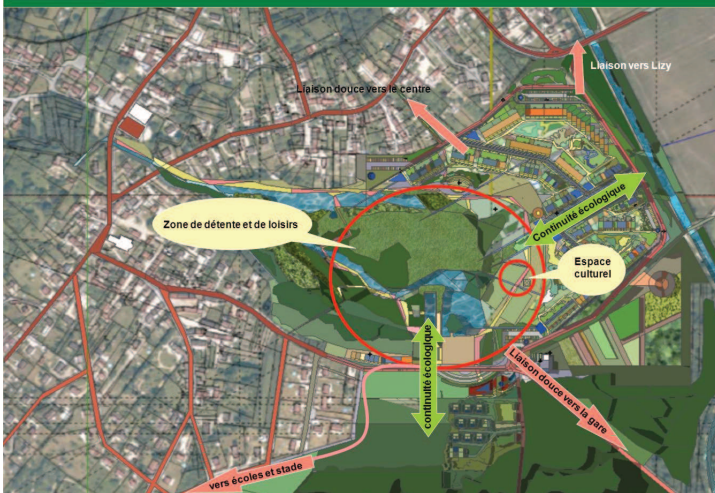 Liaison vers Lizy
Liaison douce vers le centre
Continuité écologique
Zone de détente et de loisirs
Espace
culturel
continuité écologique
Liaison douce vers la gare
vers écoles et stade